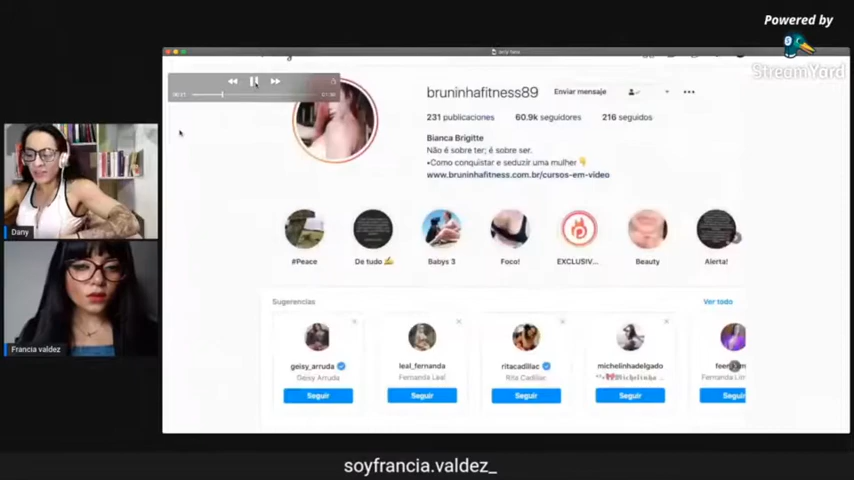 Powered by
StreamYard
bruninhafitness89 Enviar mensaje
231 publicaciones 60.9k seguidores 216 seguidos
Bianca Brigitte
Não é sobre ter; é sobre ser.
•Como conquistar e seduzir uma mulher
www.bruninhafitness.com.br/cursos-em-video
#Peace De tudo Babys 3 Foco! EXCLUSIV... Beauty Alerta!
Sugerencias Ver todo
geisy_arruda leal_fernanda ritacadillac michelinhadelgado
Geisy Arruda Fernanda Leal Rita Cadillac
Seguir Seguir Seguir Seguir
Dany
Francia valdez
soyfrancia.valdez_